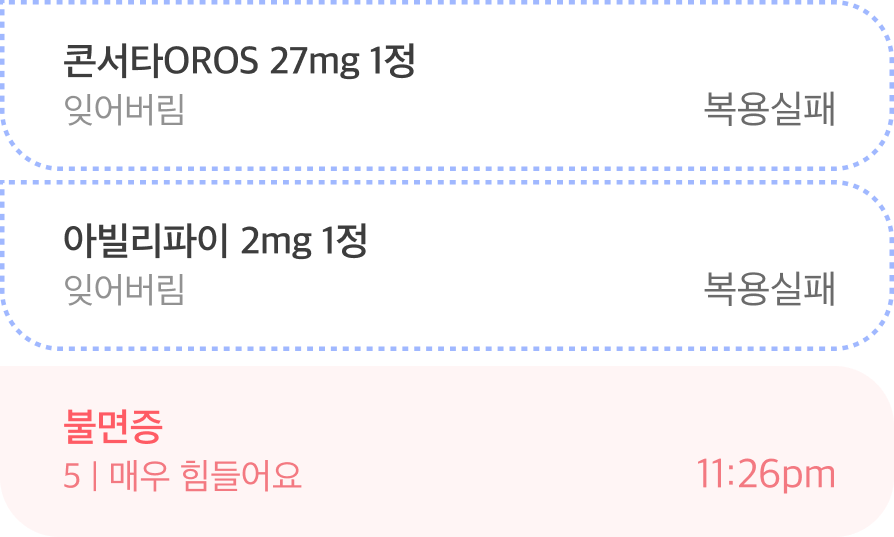 콘서타OROS 27mg 1정
잊어버림
복용실패
아빌리파이 2mg 1정
잊어버림
복용실패
불면증
5 | 매우 힘들어요
11:26pm